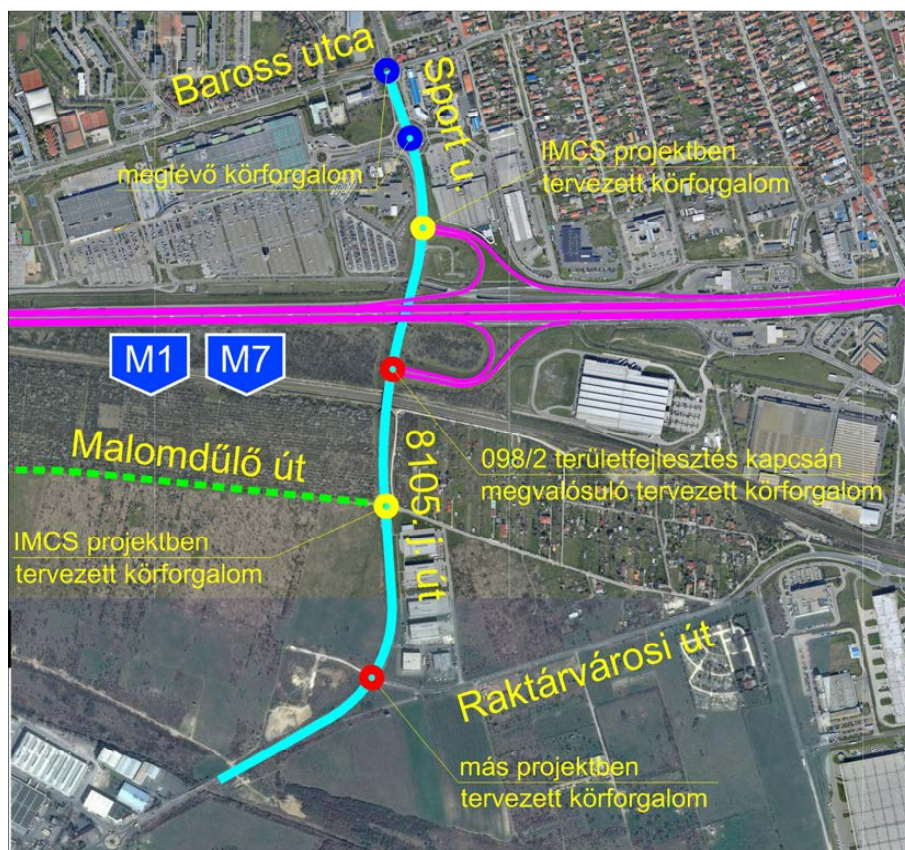 Baross utca
Sport u.
meglévő körforgalom
IMCS projektben
tervezett körforgalom
M1
M7
Malomdűlő út
8105. j. út
098/2 területfejlesztés kapcsán
megvalósuló tervezett körforgalom
IMCS projektben
tervezett körforgalom
Raktárvárosi út
más projektben
tervezett körforgalom